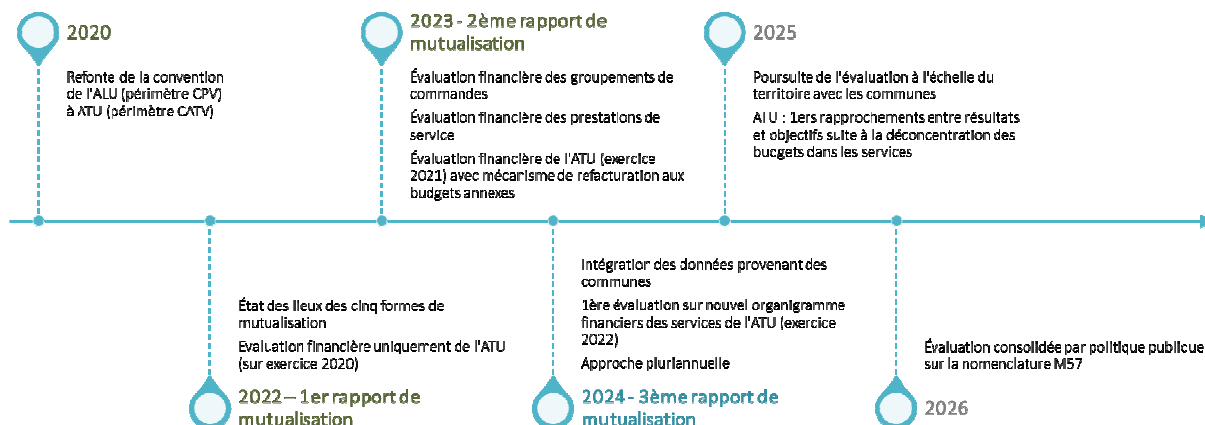 2020
Refonte de la convention
de l'ALU (périmètre CPV)
à ATU (périmètre CATV)
2022 – 1er rapport de
mutualisation
État des lieux des cinq formes de
mutualisation
Evaluation financière uniquement de l'ATU
(sur exercice 2020)
2023 - 2ème rapport de
mutualisation
Évaluation financière des groupements de
commandes
Évaluation financière des prestations de
service
Évaluation financière de l'ATU (exercice
2021) avec mécanisme de refacturation aux
budgets annexes
2024 - 3ème rapport de
mutualisation
Intégration des données provenant des
communes
1ère évaluation sur nouvel organigramme
financiers des services de l'ATU (exercice
2022)
Approche pluriannuelle
2025
Poursuite de l'évaluation à l'échelle du
territoire avec les communes
ATU : 1ers rapprochements entre résultats
et objectifs suite à la déconcentration des
budgets dans les services
2026
Évaluation consolidée par politique publique
sur la nomenclature M57